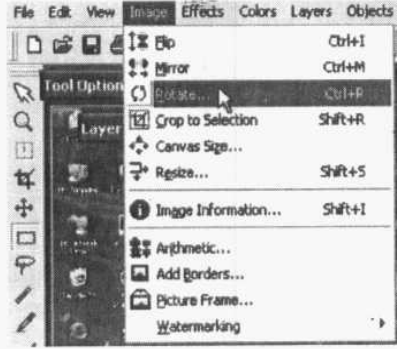 File Edit View Image Effects Colors Layers Objects
Tool Option
Layer
Flip Ctrl+I
Mirror Ctrl+M
Rotate... Ctrl+R
Crop to Selection Shift+R
Canvas Size...
Resize... Shift+S
Image Information... Shift+I
Arithmetic...
Add Borders...
Picture Frame...
Watermarking